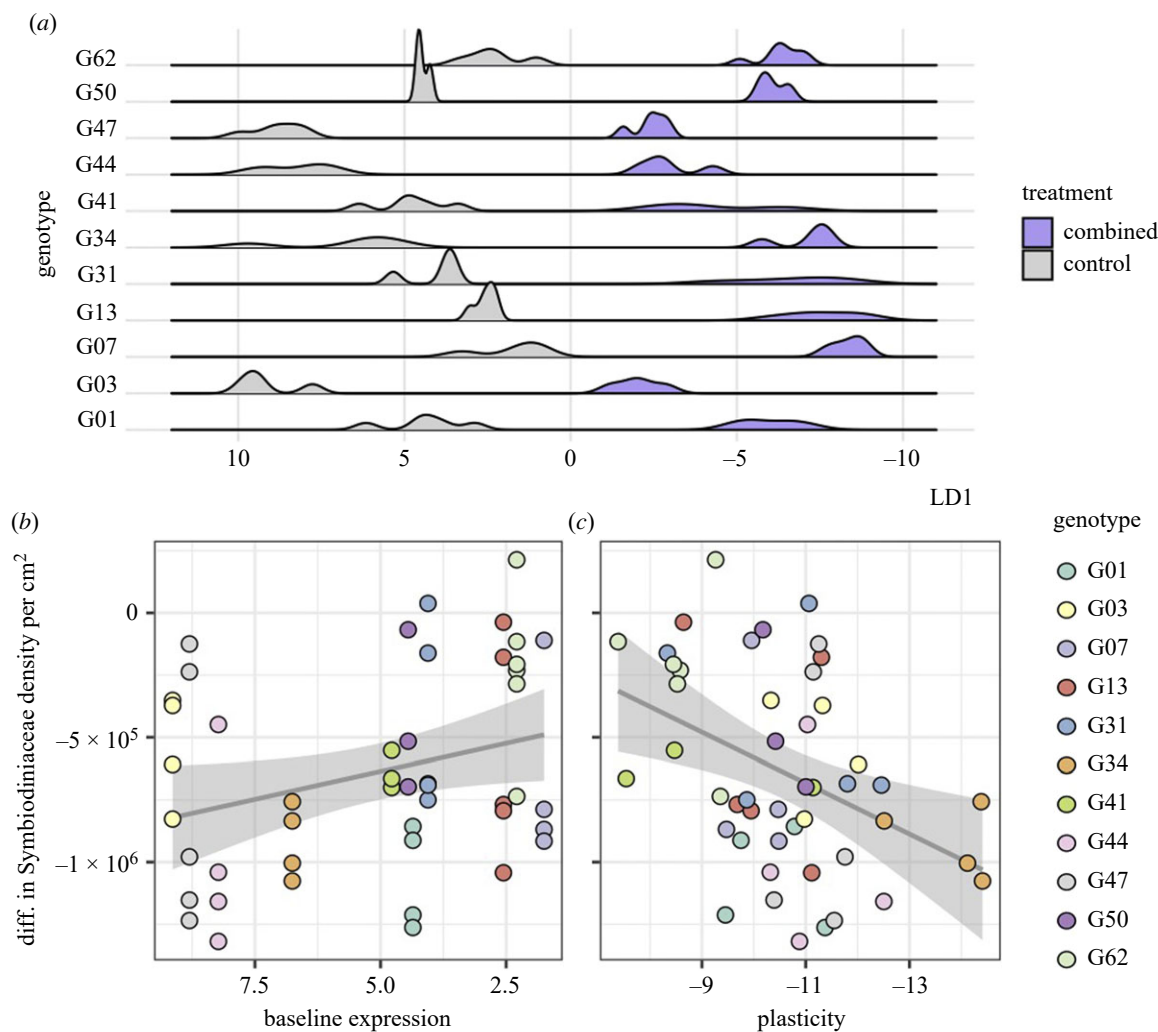 (a)
G62
G50
G47
G44
G41
G34
G31
G13
G07
G03
G01
genotype
10 5 0 –5 –10
LD1
treatment
combined
control
(b)
diff. in Symbiodiniaceae density per cm²
0
–5 × 10⁵
–1 × 10⁶
7.5 5.0 2.5
baseline expression
(c)
–9 –11 –13
plasticity
genotype
G01
G03
G07
G13
G31
G34
G41
G44
G47
G50
G62